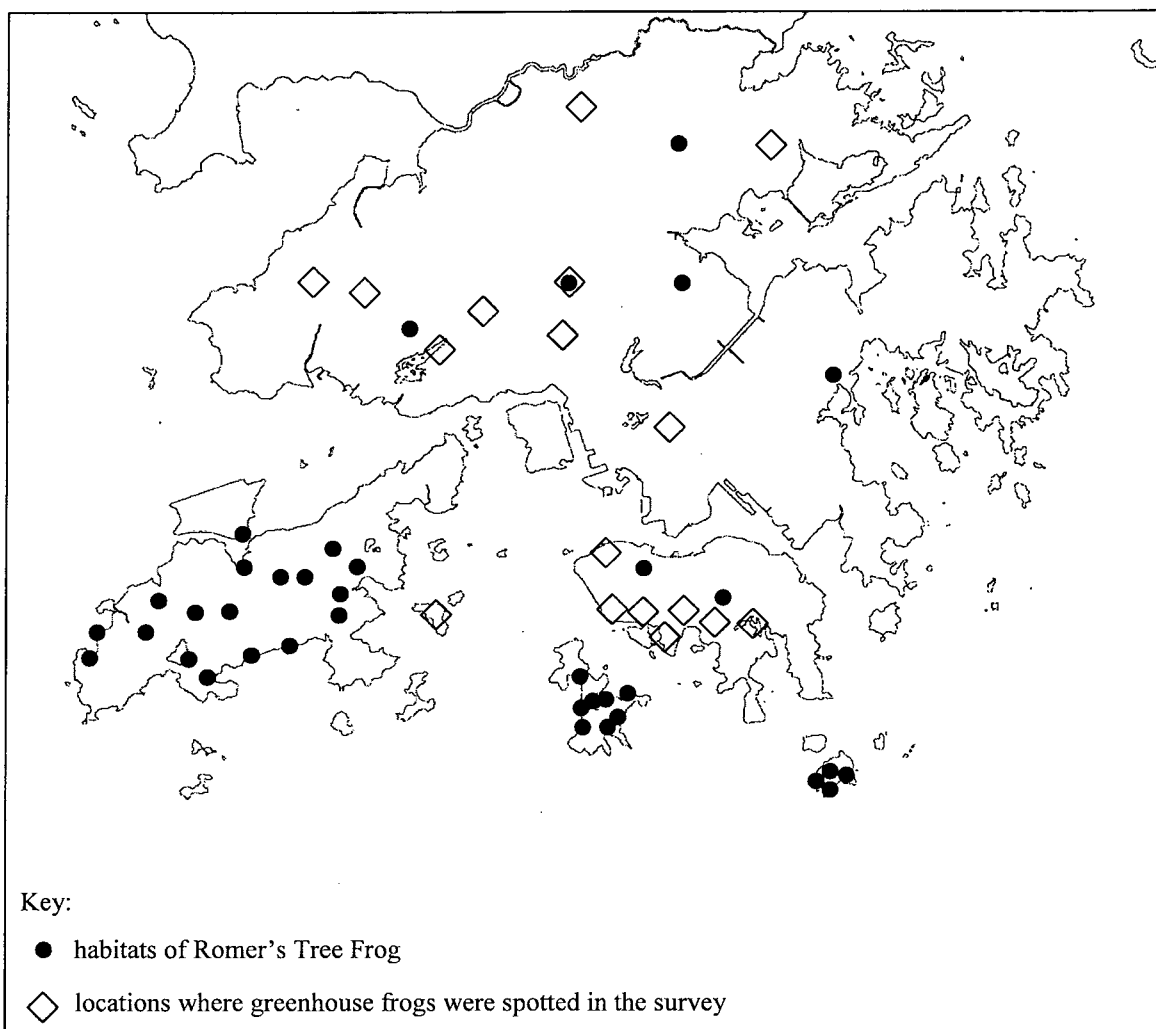 Key:
habitats of Romer's Tree Frog
locations where greenhouse frogs were spotted in the survey